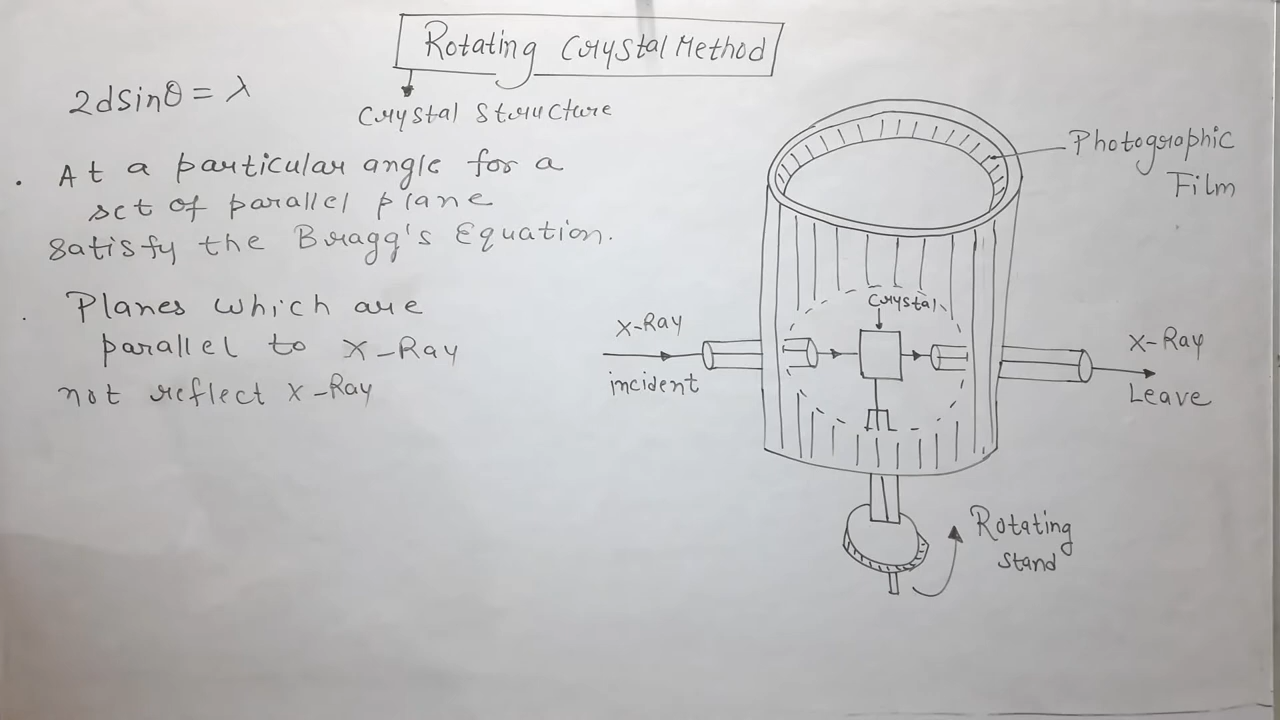 Rotating Crystal Method
2dsinθ = λ
Crystal Structure
. At a particular angle for a
set of parallel plane
satisfy the Bragg's Equation.
. Planes which are
parallel to X-Ray
not reflect X-Ray
Photographic
Film
Crystal
X-Ray
incident
X-Ray
Leave
Rotating
Stand